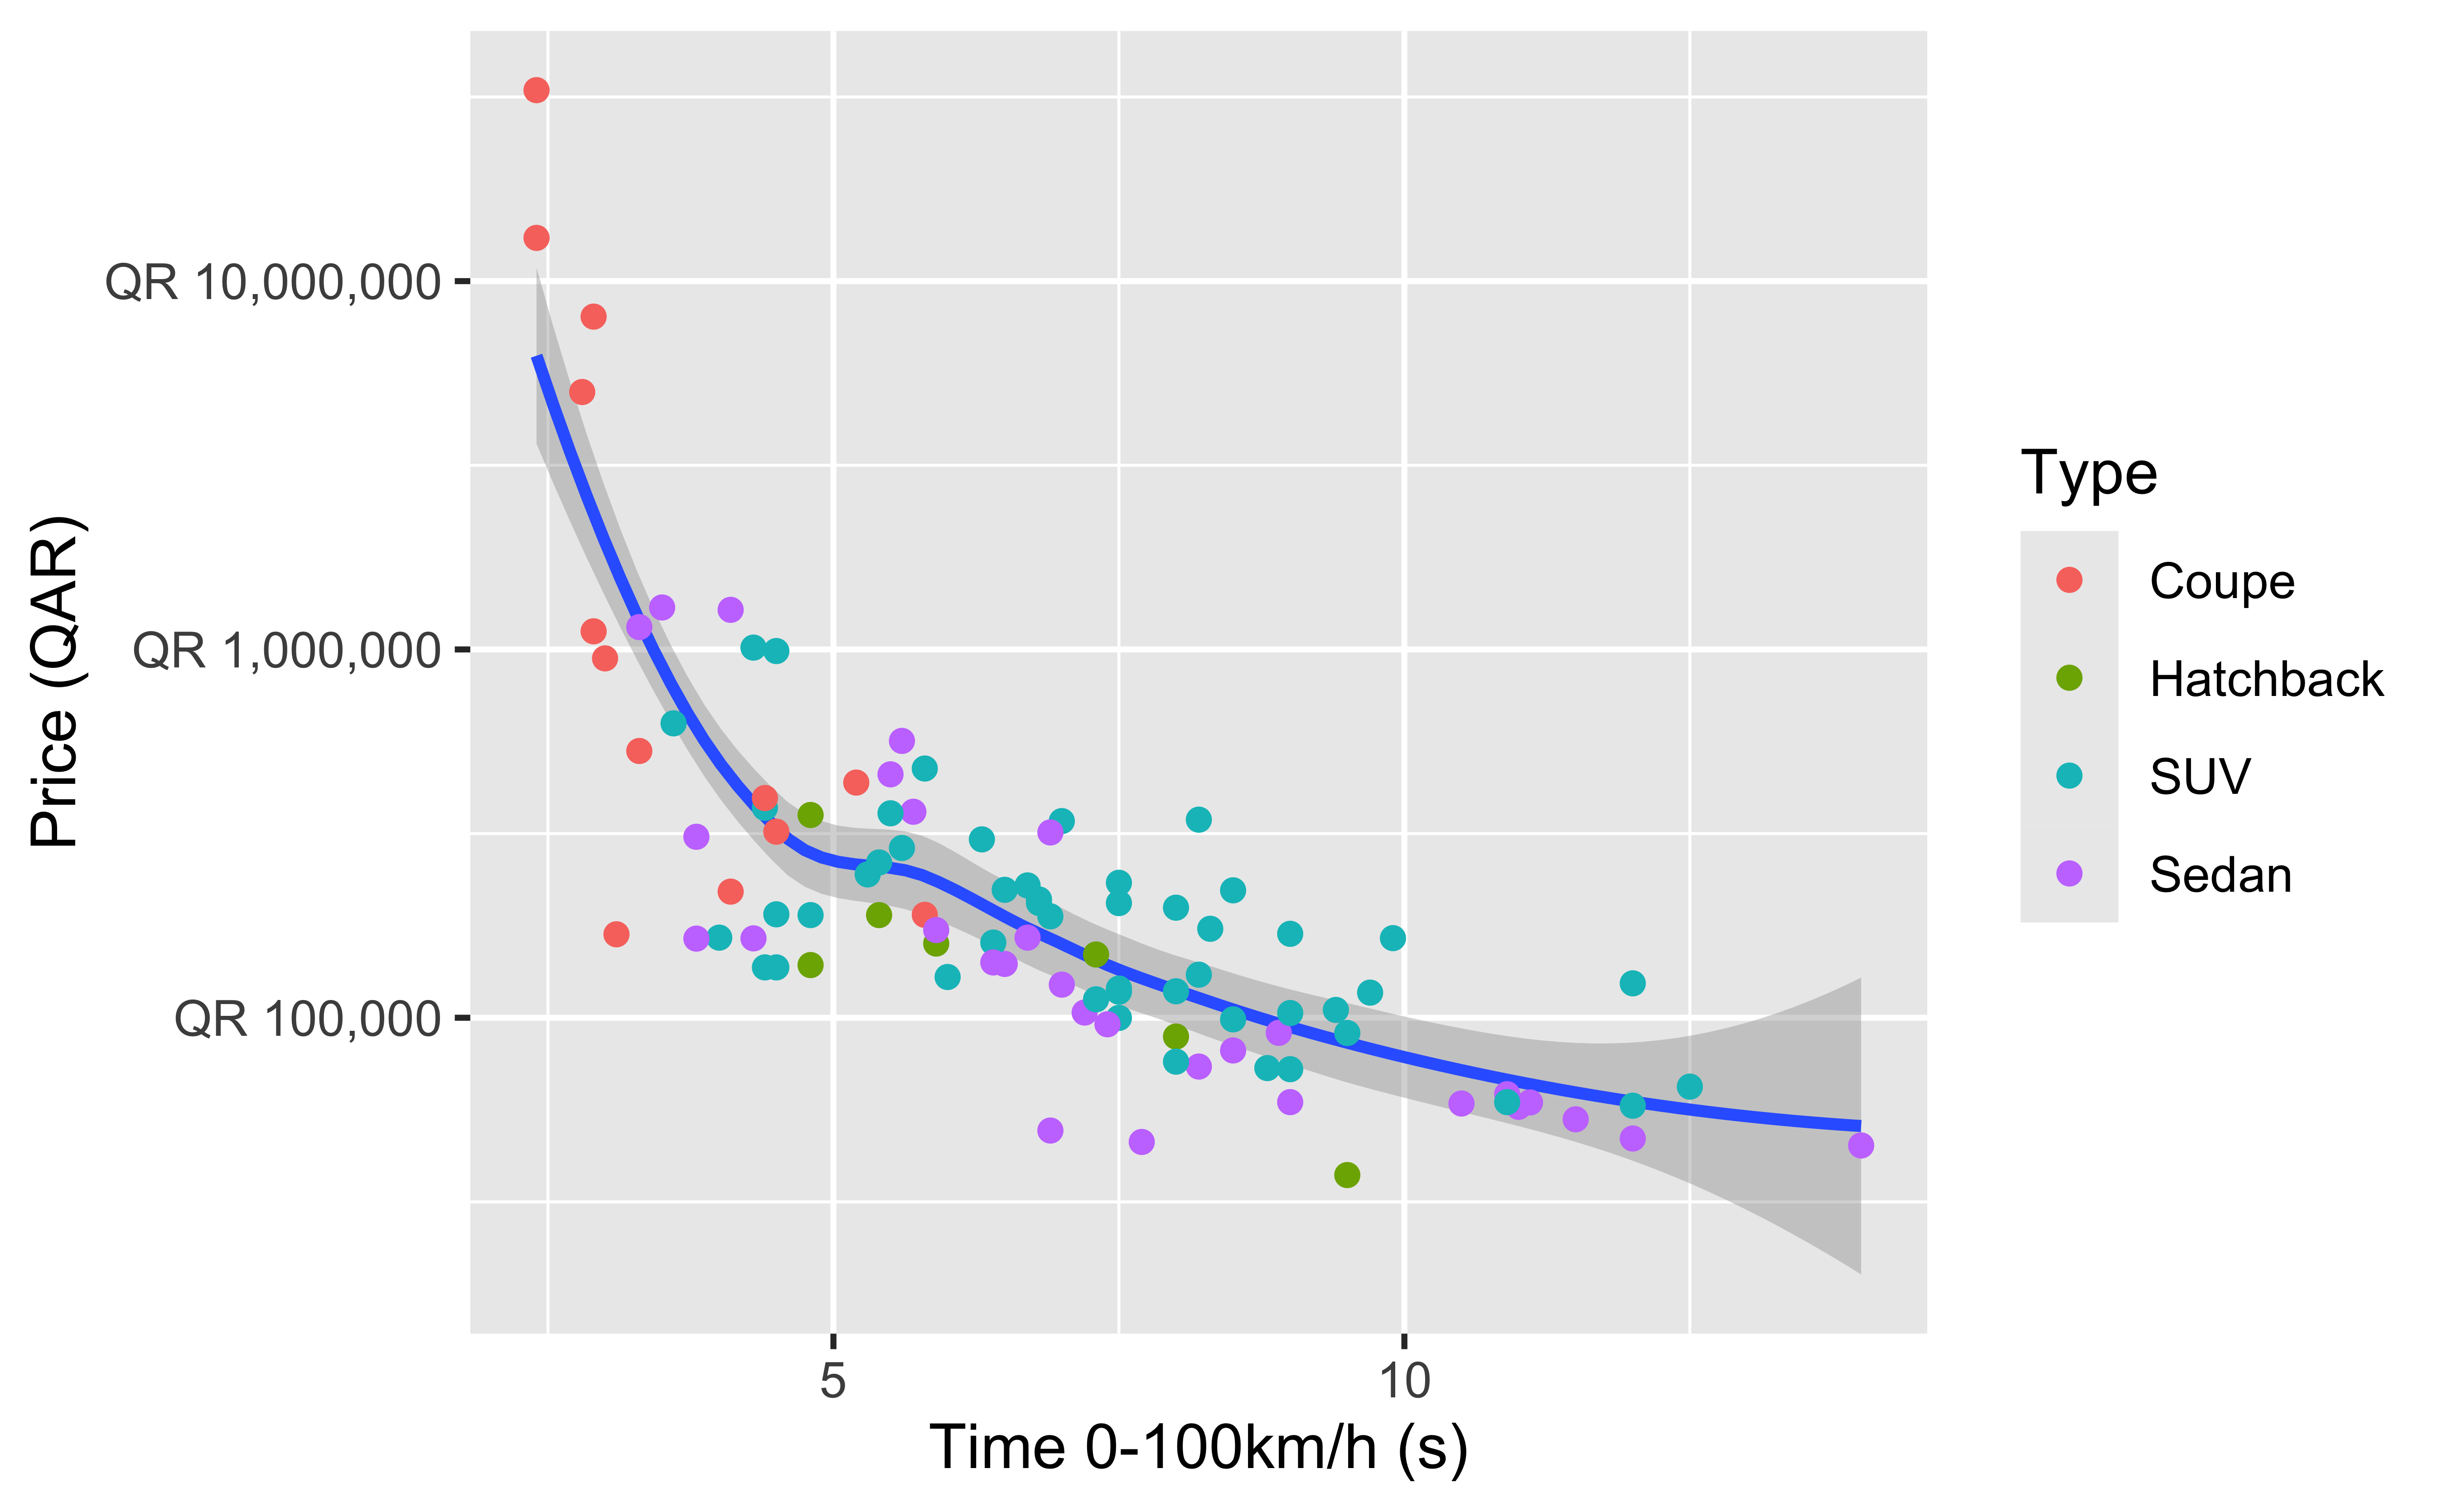 QR 10,000,000
QR 1,000,000
QR 100,000
Price (QAR)
5
10
Time 0-100km/h (s)
Type
Coupe
Hatchback
SUV
Sedan